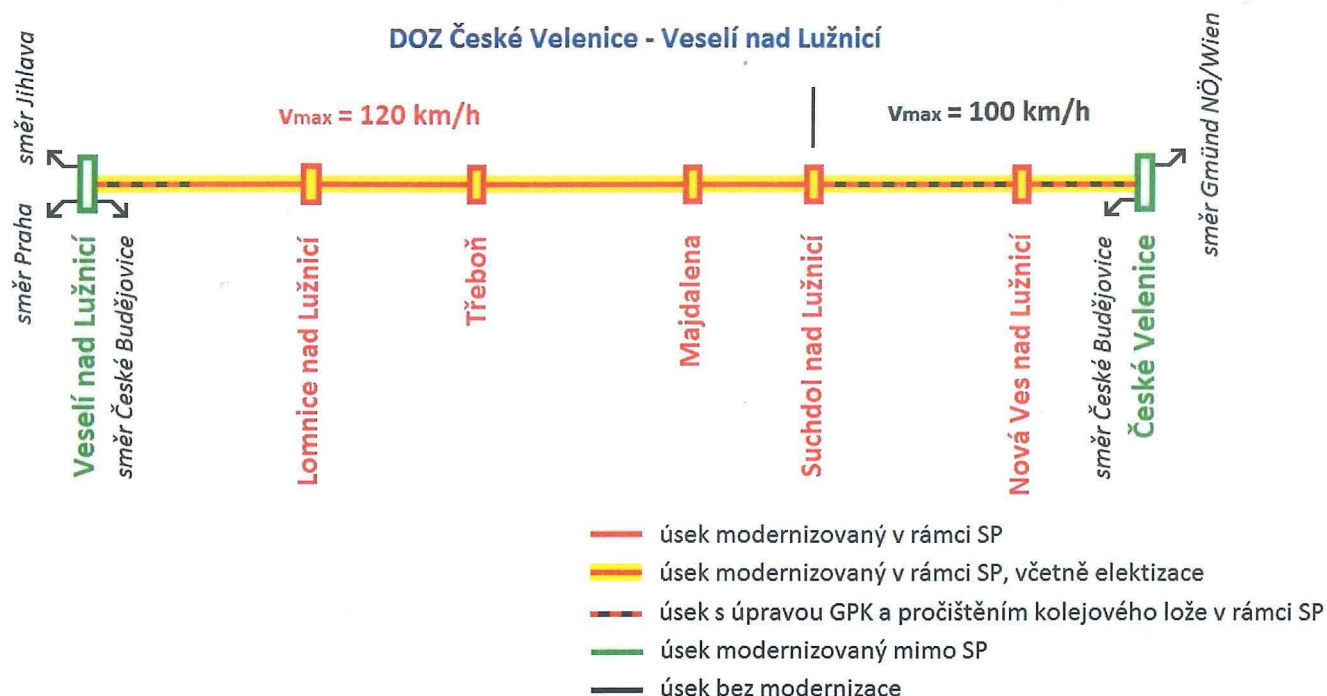 DOZ České Velenice - Veselí nad Lužnicí
směr Jihlava
vmax = 120 km/h
vmax = 100 km/h
směr Gmünd NÖ/Wien
směr Praha
Veselí nad Lužnicí
směr České Budějovice
Lomnice nad Lužnicí
Třeboň
Majdalena
Suchdol nad Lužnicí
Nová Ves nad Lužnicí
směr České Budějovice
České Velenice
úsek modernizovaný v rámci SP
úsek modernizovaný v rámci SP, včetně elektizace
úsek s úpravou GPK a pročištěním kolejového lože v rámci SP
úsek modernizovaný mimo SP
úsek bez modernizace